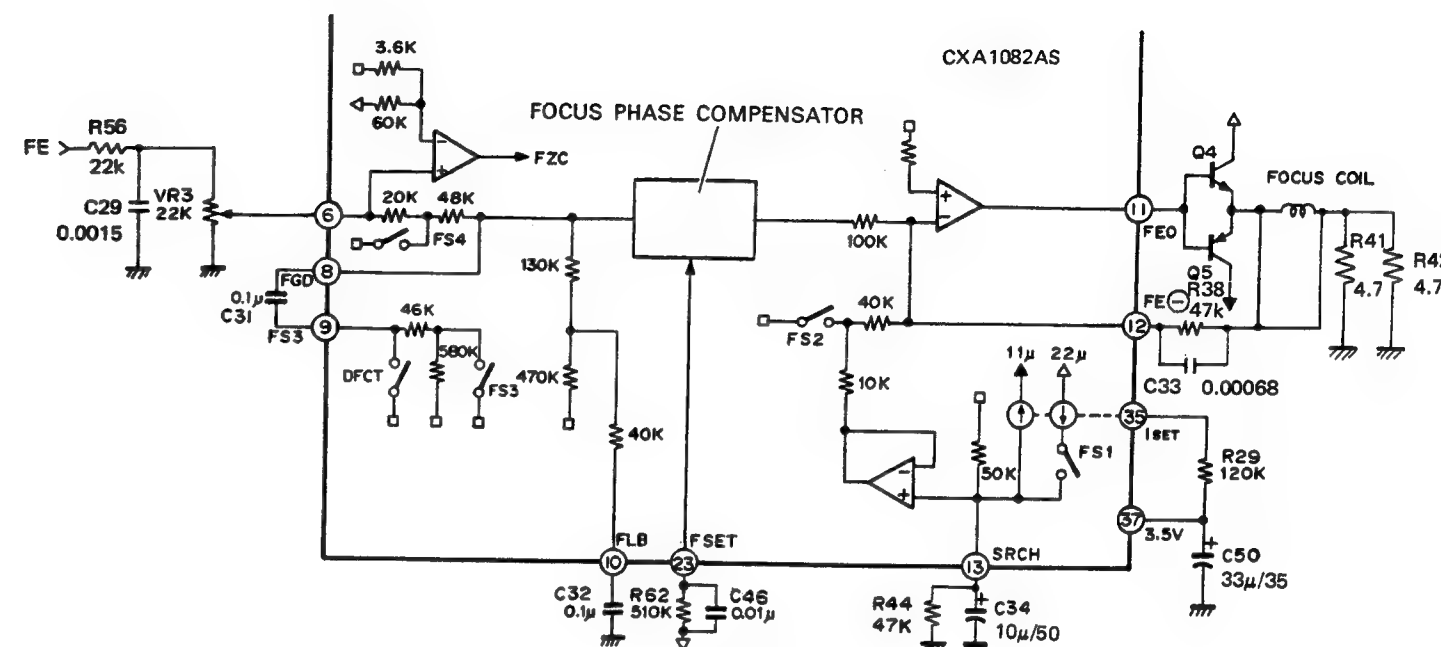 CXA1082AS
3.6K
60K
FOCUS PHASE COMPENSATOR
FE
R56
22k
C29
0.0015
VR3
22K
FZC
−
+
20K
48K
FS4
6
8
FGD
0.1μ
C31
9
FS3
46K
580K
DFCT
FS3
130K
470K
40K
100K
+
−
FS2
40K
10K
−
+
50K
11μ
22μ
FS1
11
FEO
Q4
Q5
FOCUS COIL
R41
4.7
4.7
12
FE −
R38
47K
C33
0.00068
35
ISET
R29
120K
37
3.5V
+
C50
33μ/35
FLB
10
FSET
23
SRCH
13
C32
0.1μ
R62
510K
C46
0.01μ
R44
47K
+
C34
10μ/50